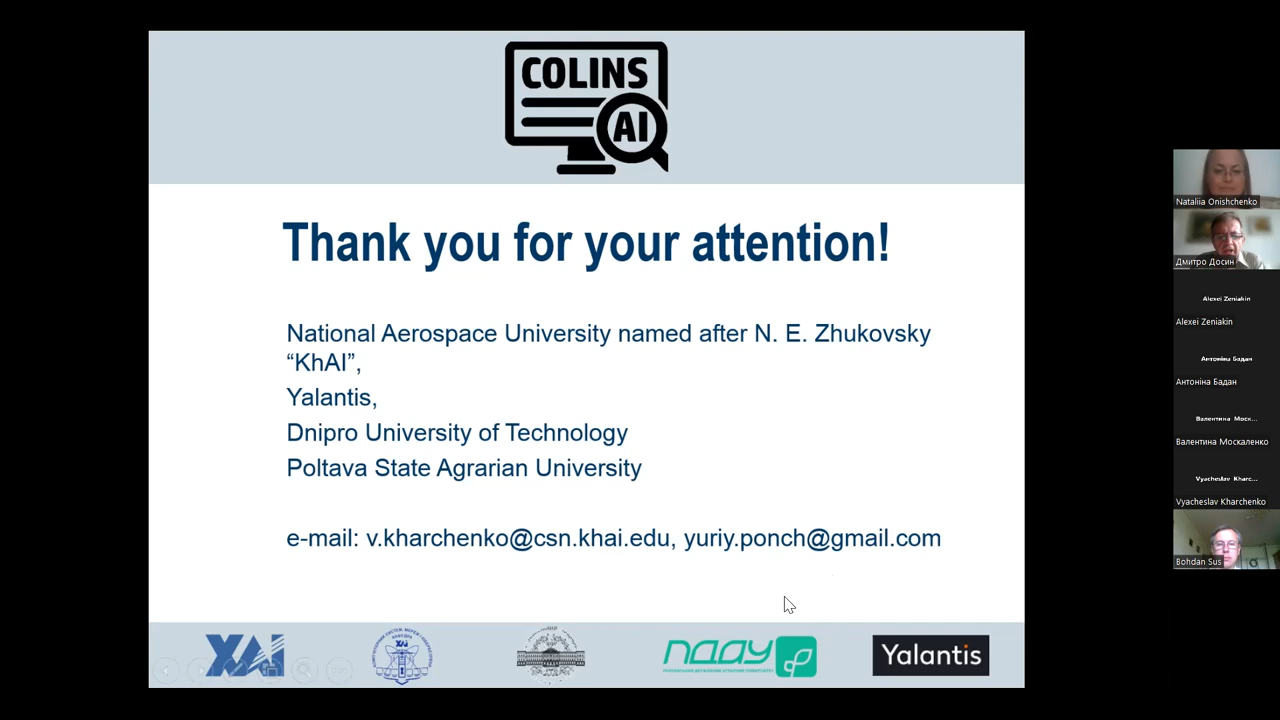 COLINS
AI
Thank you for your attention!
National Aerospace University named after N. E. Zhukovsky
“KhAI”,
Yalantis,
Dnipro University of Technology
Poltava State Agrarian University
e-mail: v.kharchenko@csn.khai.edu, yuriy.ponch@gmail.com
ХАІ
ХАІ
ПДАУ
Yalantis
Nataliia Onishchenko
Дмитро Досин
Alexei Zeniakin
Alexei Zeniakin
Антоніна Бадан
Антоніна Бадан
Валентина Моск...
Валентина Москаленко
Vyacheslav Kharc...
Vyacheslav Kharchenko
Bohdan Sus